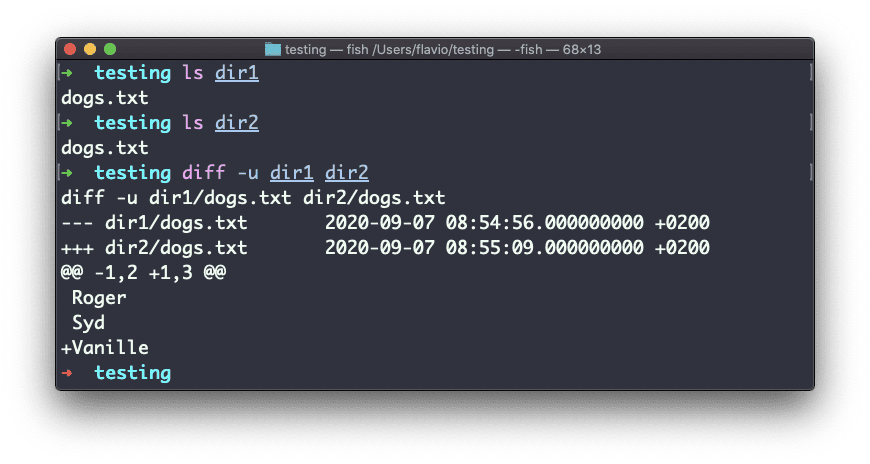 testing — fish /Users/flavio/testing — -fish — 68×13
➜  testing ls dir1
dogs.txt
➜  testing ls dir2
dogs.txt
➜  testing diff -u dir1 dir2
diff -u dir1/dogs.txt dir2/dogs.txt
--- dir1/dogs.txt       2020-09-07 08:54:56.000000000 +0200
+++ dir2/dogs.txt       2020-09-07 08:55:09.000000000 +0200
@@ -1,2 +1,3 @@
 Roger
 Syd
+Vanille
➜  testing